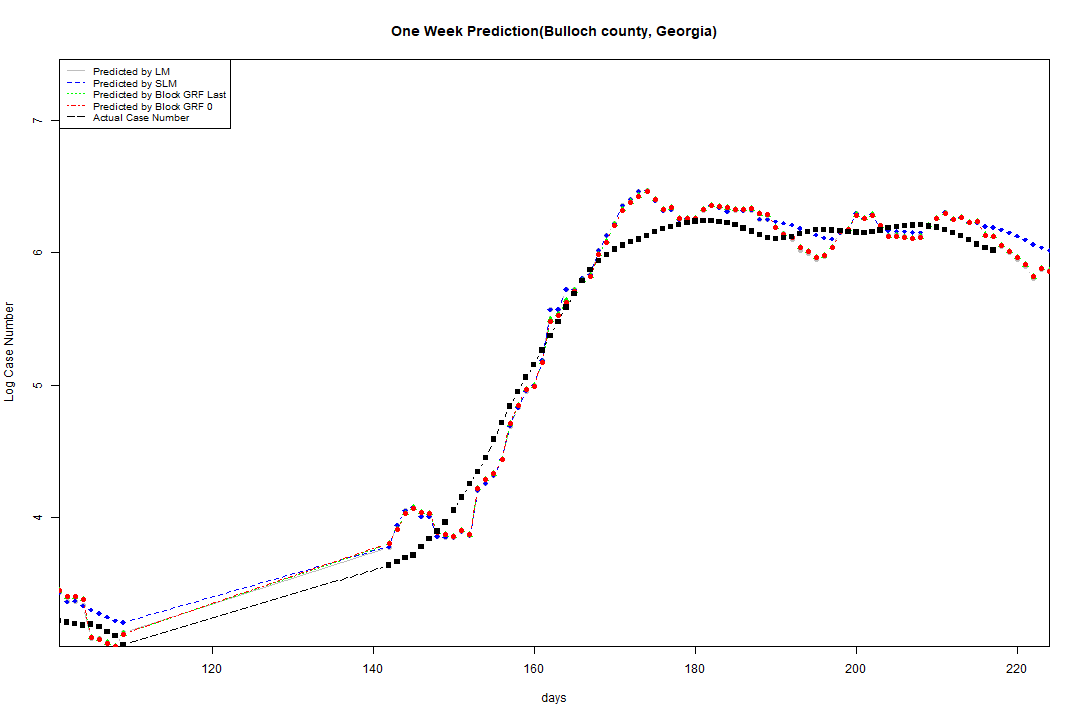 One Week Prediction(Bulloch county, Georgia)
Predicted by LM
Predicted by SLM
Predicted by Block GRF Last
Predicted by Block GRF 0
Actual Case Number
7
6
5
4
Log Case Number
120 140 160 180 200 220
days